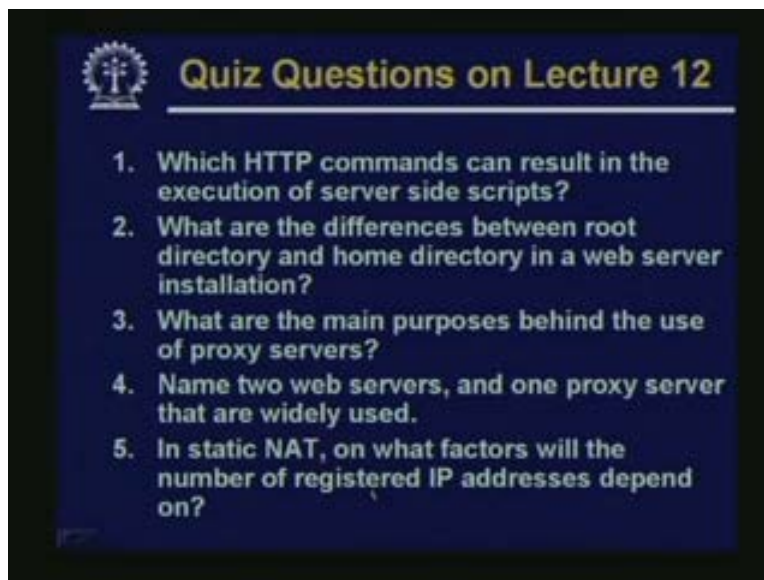 Quiz Questions on Lecture 12
1. Which HTTP commands can result in the
execution of server side scripts?
2. What are the differences between root
directory and home directory in a web server
installation?
3. What are the main purposes behind the use
of proxy servers?
4. Name two web servers, and one proxy server
that are widely used.
5. In static NAT, on what factors will the
number of registered IP addresses depend
on?